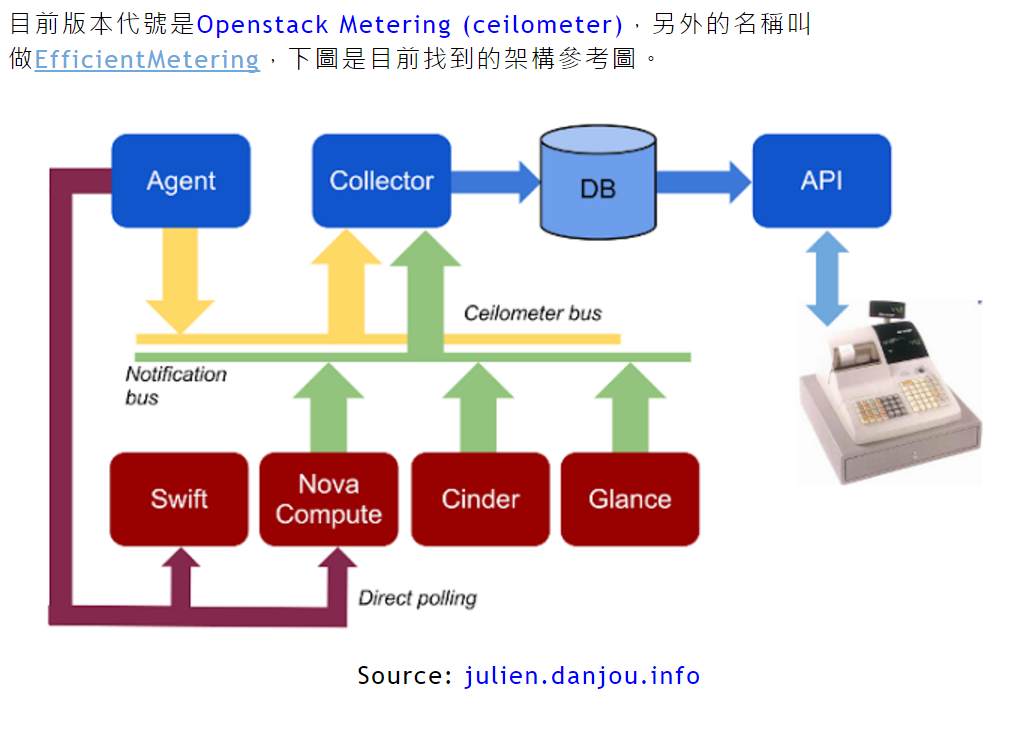 目前版本代號是Openstack Metering (ceilometer)，另外的名稱叫
做EfficientMetering，下圖是目前找到的架構參考圖。
Agent
Collector
DB
API
Ceilometer bus
Notification
bus
Swift
Nova
Compute
Cinder
Glance
Direct polling
Source: julien.danjou.info